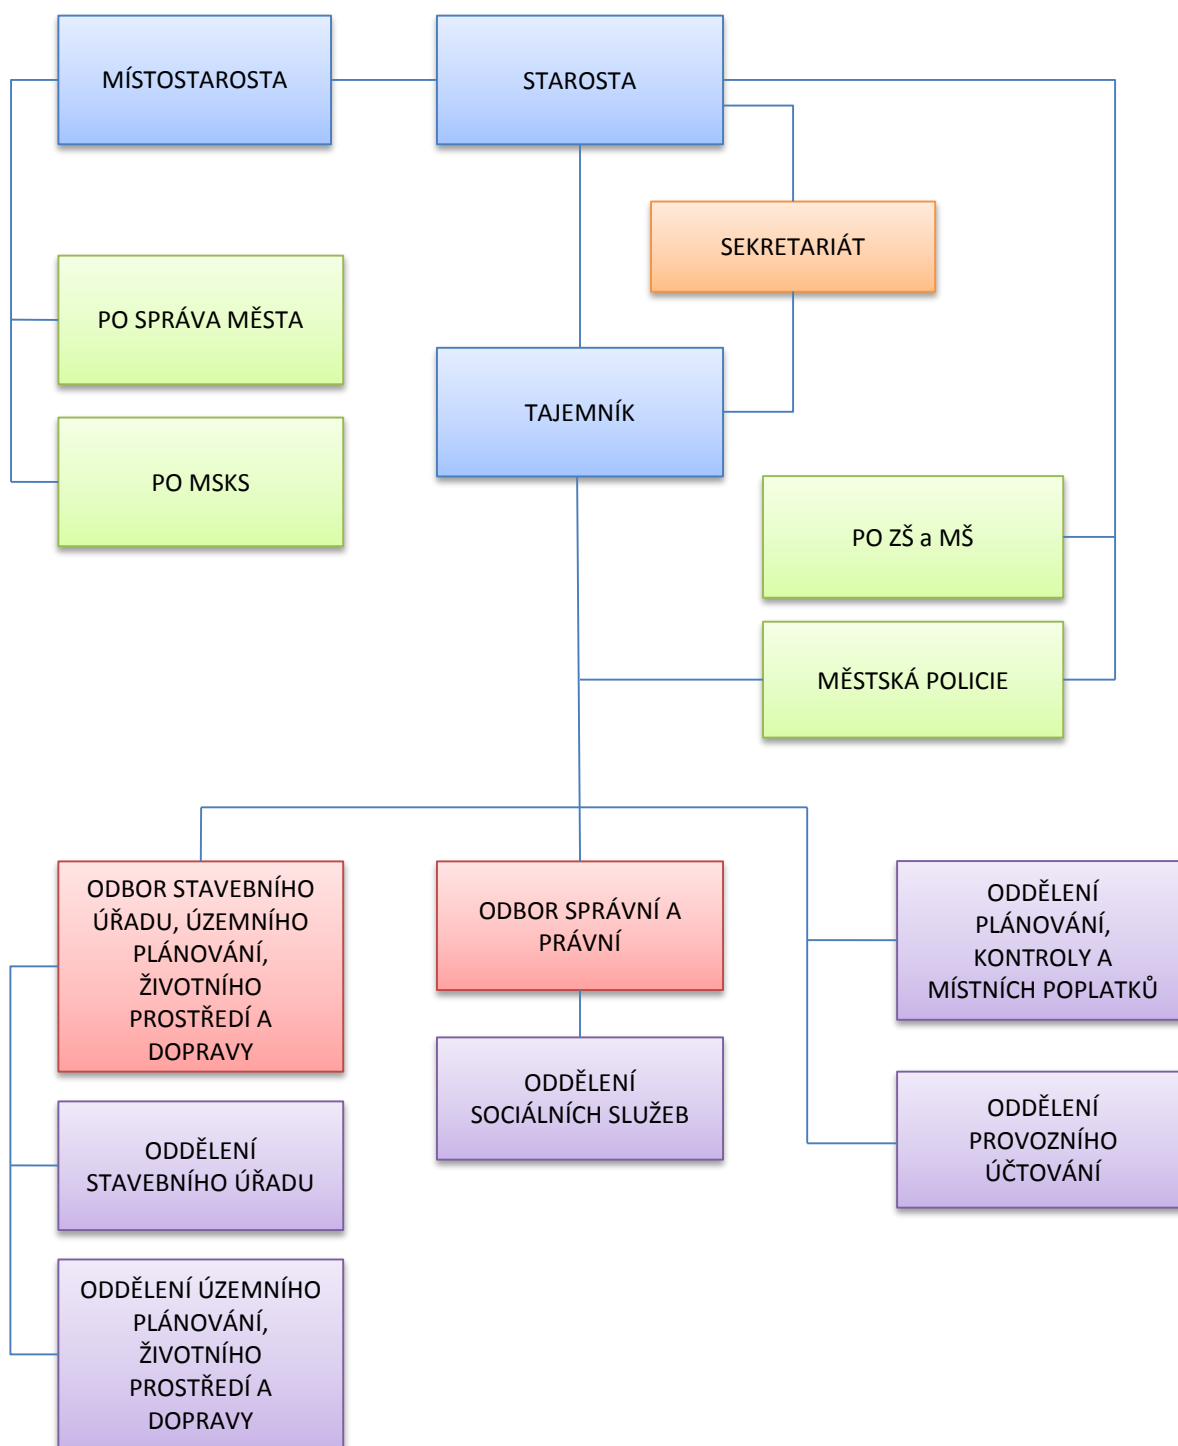 MÍSTOSTAROSTA
STAROSTA
SEKRETARIÁT
PO SPRÁVA MĚSTA
TAJEMNÍK
PO MSKS
PO ZŠ a MŠ
MĚSTSKÁ POLICIE
ODBOR STAVEBNÍHO
ÚŘADU, ÚZEMNÍHO
PLÁNOVÁNÍ,
ŽIVOTNÍHO
PROSTŘEDÍ A
DOPRAVY
ODBOR SPRÁVNÍ A
PRÁVNÍ
ODDĚLENÍ
PLÁNOVÁNÍ,
KONTROLY A
MÍSTNÍCH POPLATKŮ
ODDĚLENÍ
SOCIÁLNÍCH SLUŽEB
ODDĚLENÍ
PROVOZNÍHO
ÚČTOVÁNÍ
ODDĚLENÍ
STAVEBNÍHO ÚŘADU
ODDĚLENÍ ÚZEMNÍHO
PLÁNOVÁNÍ,
ŽIVOTNÍHO
PROSTŘEDÍ A
DOPRAVY